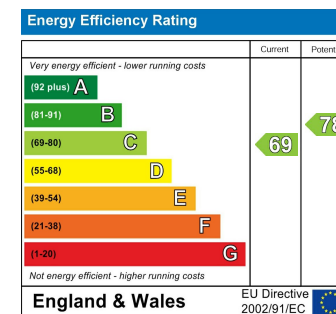 Energy Efficiency Rating
Current
Potent
Very energy efficient - lower running costs
(92 plus) A
(81-91) B
(69-80) C
(55-68) D
(39-54) E
(21-38) F
(1-20) G
69
78
Not energy efficient - higher running costs
England & Wales
EU Directive
2002/91/EC